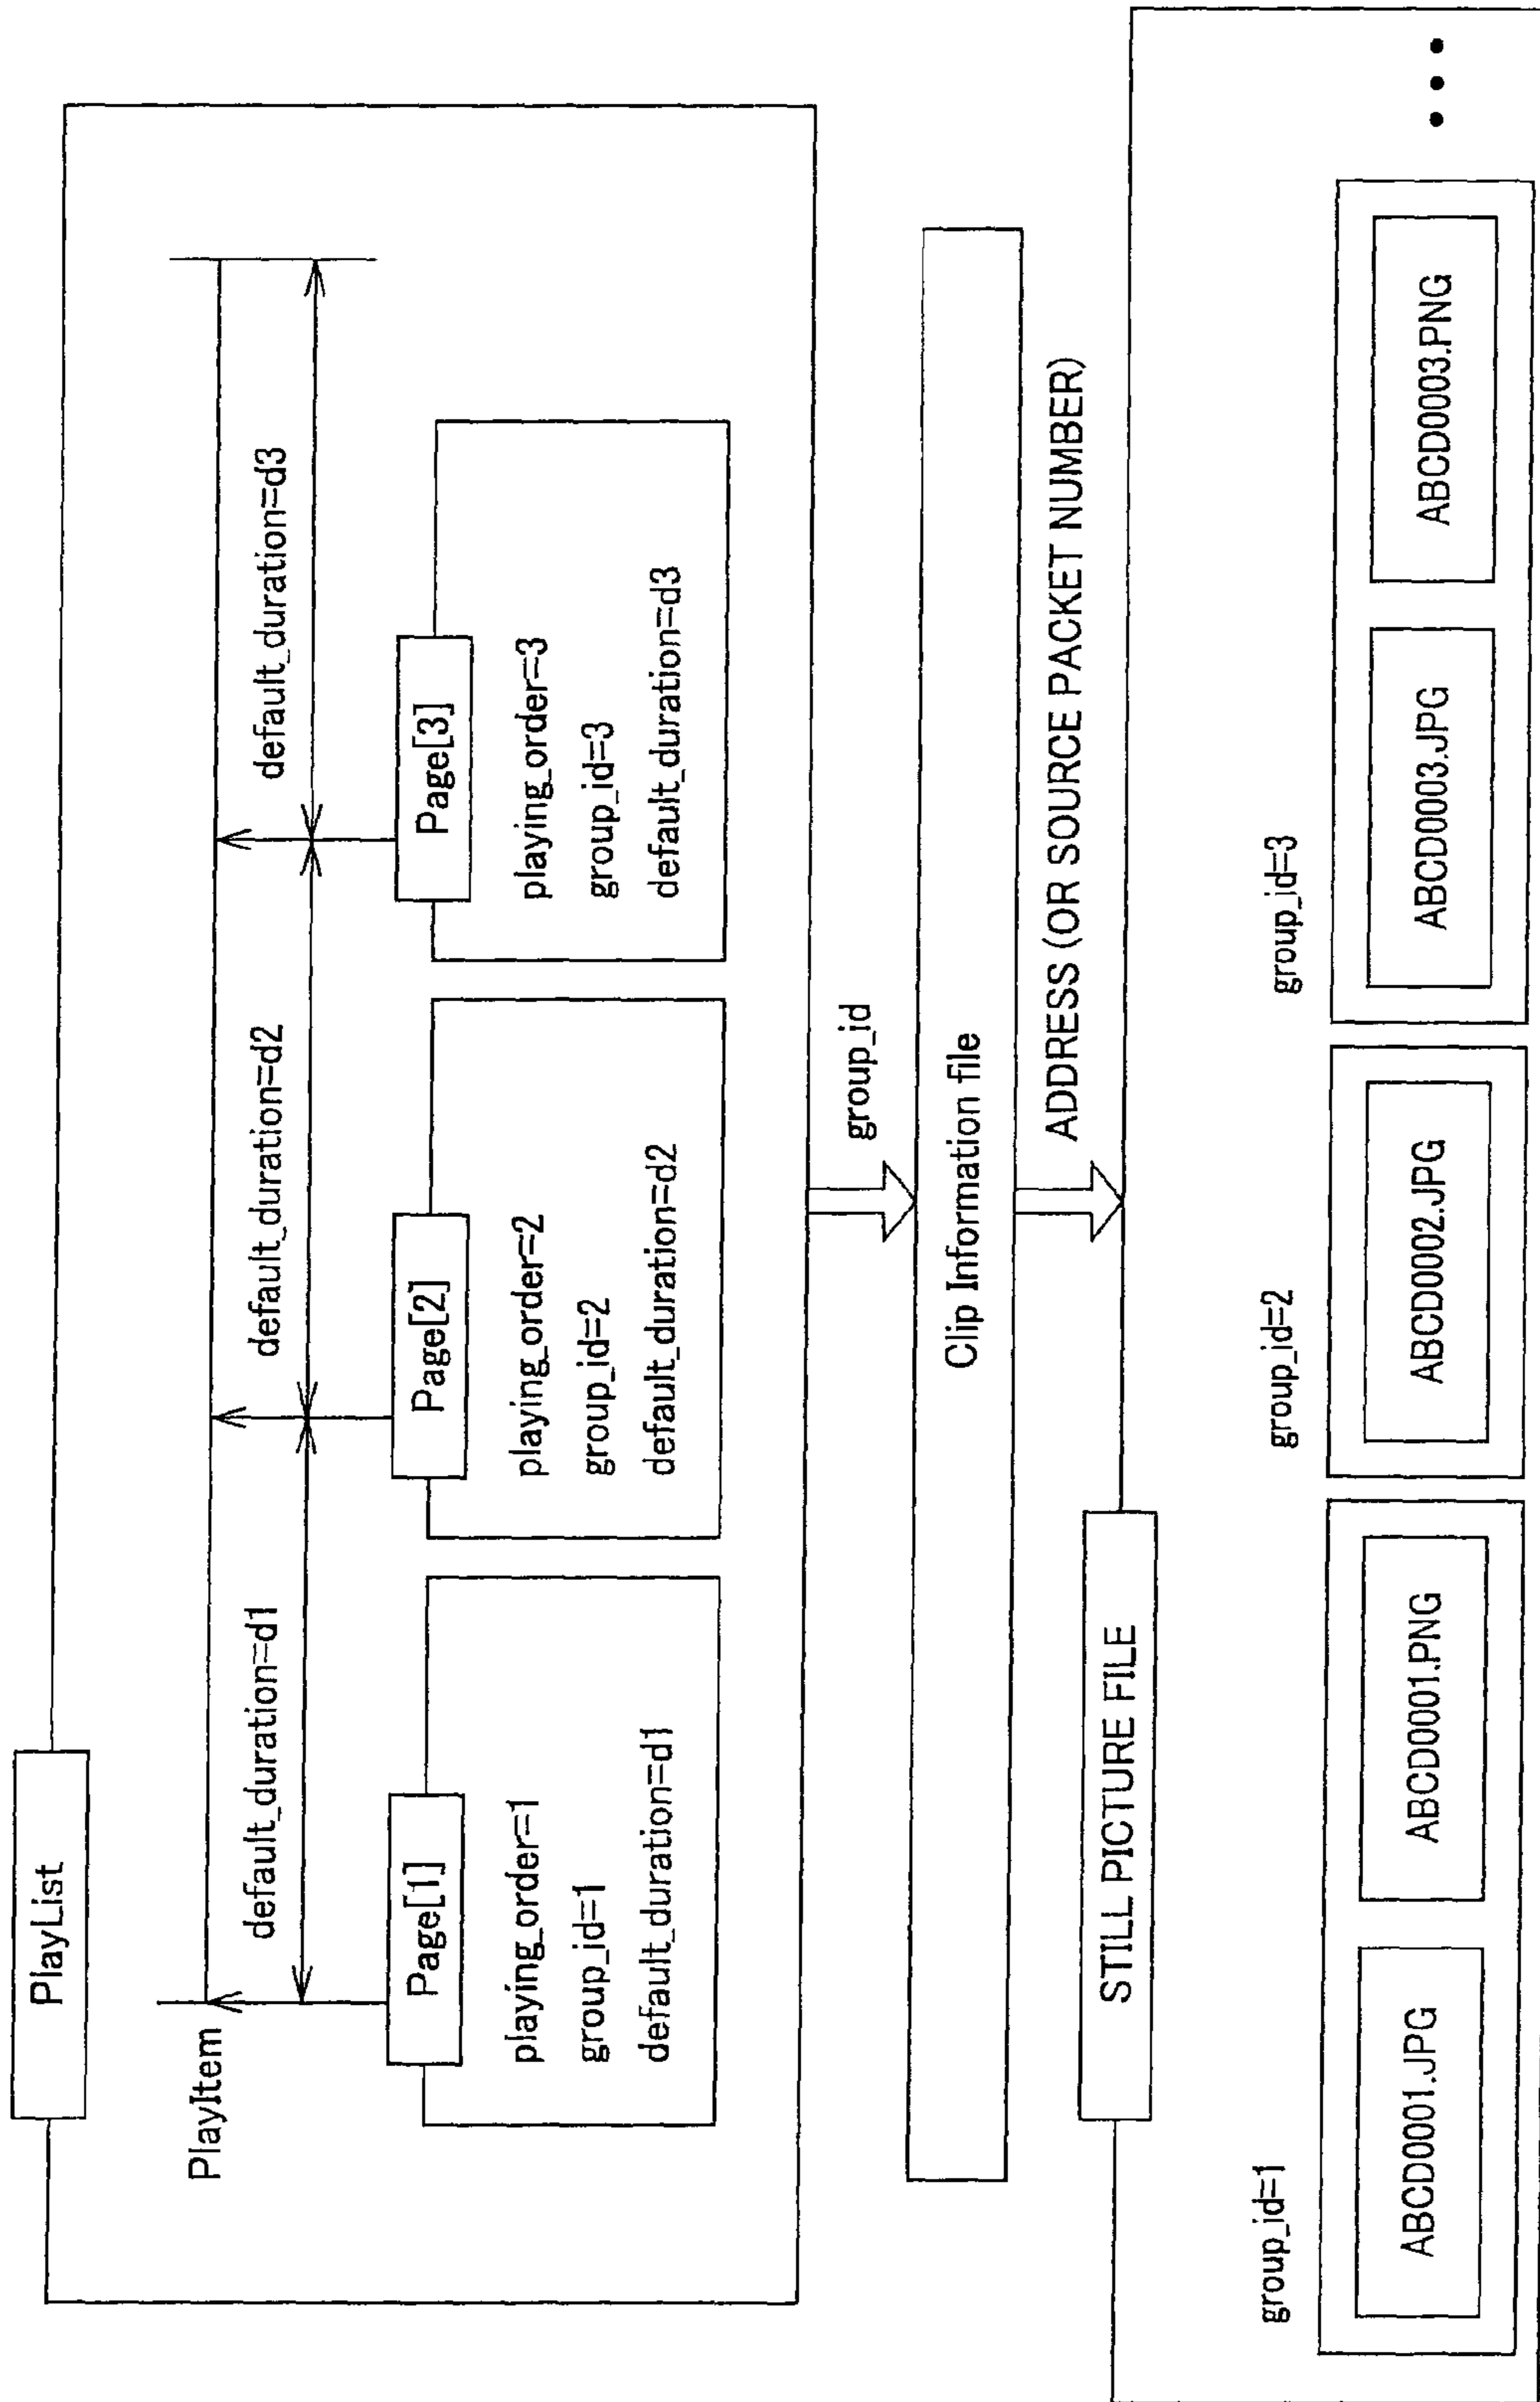 PlayList
PlayItem
default_duration=d1
default_duration=d2
default_duration=d3
Page[1]
playing_order=1
group_id=1
default_duration=d1
Page[2]
playing_order=2
group_id=2
default_duration=d2
Page[3]
playing_order=3
group_id=3
default_duration=d3
group_id
Clip Information file
ADDRESS (OR SOURCE PACKET NUMBER)
STILL PICTURE FILE
group_id=1
ABCD0001.JPG
ABCD0001.PNG
group_id=2
ABCD0002.JPG
group_id=3
ABCD0003.JPG
ABCD0003.PNG
• • •